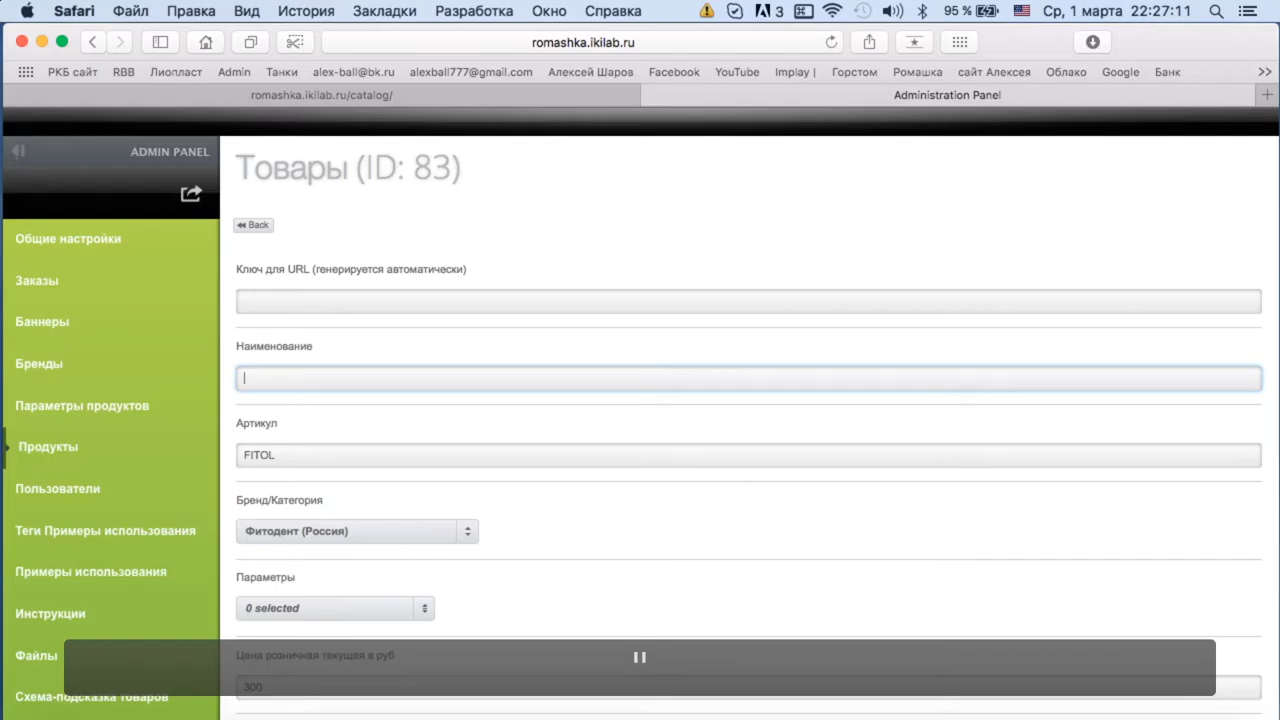 Safari Файл Правка Вид История Закладки Разработка Окно Справка 3 95 % Ср, 1 марта 22:27:11
romashka.ikilab.ru
РКБ сайт RBB Лиопласт Admin Танки alex-ball@bk.ru alexball777@gmail.com Алексей Шаров Facebook YouTube Implay | Горстом Ромашка сайт Алексея Облако Google Банк >>
romashka.ikilab.ru/catalog/ Administration Panel
ADMIN PANEL
Общие настройки
Заказы
Баннеры
Бренды
Параметры продуктов
Продукты
Пользователи
Теги Примеры использования
Примеры использования
Инструкции
Файлы
Схема-подсказка товаров
Товары (ID: 83)
Back
Ключ для URL (генерируется автоматически)
Наименование
Артикул
FITOL
Бренд/Категория
Фитодент (Россия)
Параметры
0 selected
Цена розничная текущая в руб
300